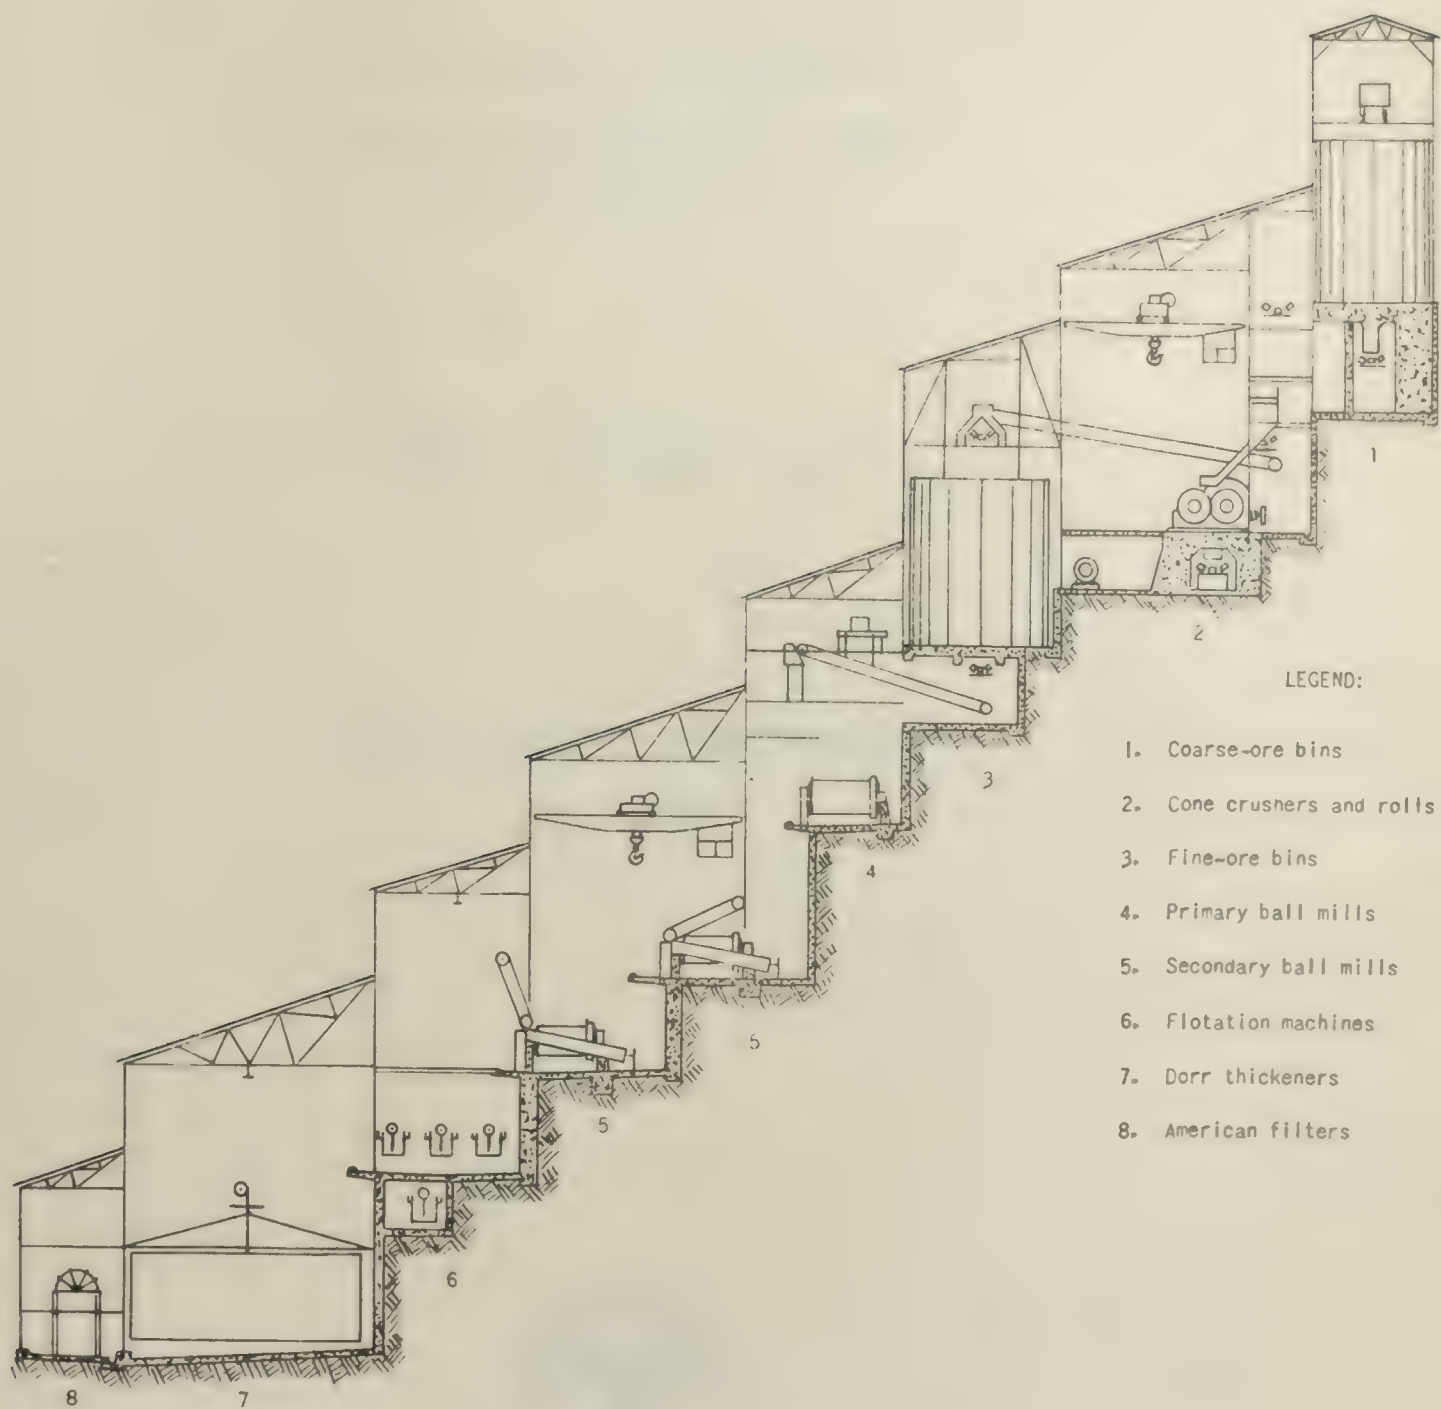 1
2
LEGEND:
1. Coarse-ore bins
3
2. Cone crushers and rolls
3. Fine-ore bins
4
4. Primary ball mills
5. Secondary ball mills
6. Flotation machines
5
7. Dorr thickeners
5
8. American filters
6
8
7